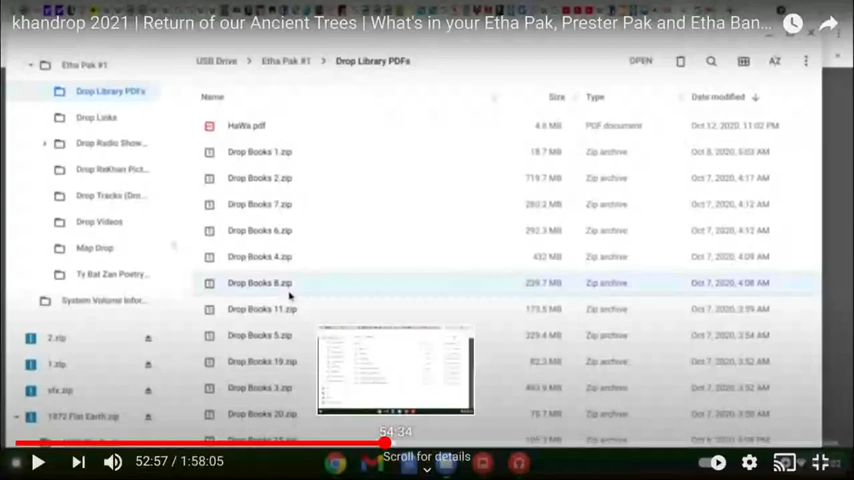 khandrop 2021 | Return of our Ancient Trees | What's in your Etha Pak, Prester Pak and Etha Ban...
Etha Pak #1
USB Drive > Etha Pak #1 > Drop Library PDFs
OPEN
AZ
Drop Library PDFs
Drop Links
Drop Radio Show...
Drop ReKhan Pict...
Drop Tracks (Dro...
Drop Videos
Map Drop
Ty Bat Zan Poetry...
System Volume Infor...
2.zip
1.zip
vfx.zip
1872 Flat Earth.zip
Name Size Type Date modified
HaWa.pdf 4.6 MB PDF document Oct 12, 2020, 11:02 PM
Drop Books 1.zip 18.7 MB Zip archive Oct 8, 2020, 5:03 AM
Drop Books 2.zip 719.7 MB Zip archive Oct 7, 2020, 4:17 AM
Drop Books 7.zip 280.2 MB Zip archive Oct 7, 2020, 4:12 AM
Drop Books 6.zip 292.3 MB Zip archive Oct 7, 2020, 4:12 AM
Drop Books 4.zip 432 MB Zip archive Oct 7, 2020, 4:09 AM
Drop Books 8.zip 239.7 MB Zip archive Oct 7, 2020, 4:08 AM
Drop Books 11.zip 173.5 MB Zip archive Oct 7, 2020, 3:59 AM
Drop Books 5.zip 329.4 MB Zip archive Oct 7, 2020, 3:54 AM
Drop Books 19.zip 82.3 MB Zip archive Oct 7, 2020, 3:52 AM
Drop Books 3.zip Zip archive Oct 7, 2020, 3:52 AM
Drop Books 20.zip Zip archive Oct 7, 2020, 3:52 AM
54:34
52:57 / 1:58:05
Scroll for details